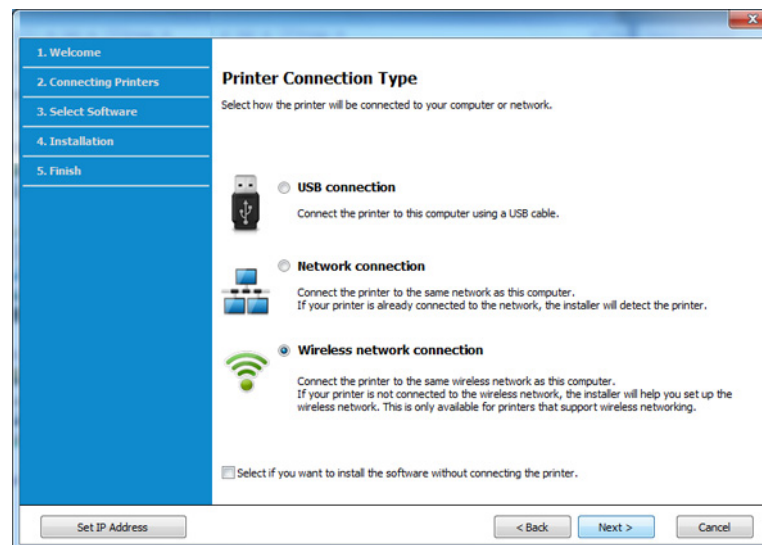 1. Welcome
2. Connecting Printers
3. Select Software
4. Installation
5. Finish
Printer Connection Type
Select how the printer will be connected to your computer or network.
USB connection
Connect the printer to this computer using a USB cable.
Network connection
Connect the printer to the same network as this computer.
If your printer is already connected to the network, the installer will detect the printer.
Wireless network connection
Connect the printer to the same wireless network as this computer.
If your printer is not connected to the wireless network, the installer will help you set up the
wireless network. This is only available for printers that support wireless networking.
Select if you want to install the software without connecting the printer.
Set IP Address
< Back
Next >
Cancel